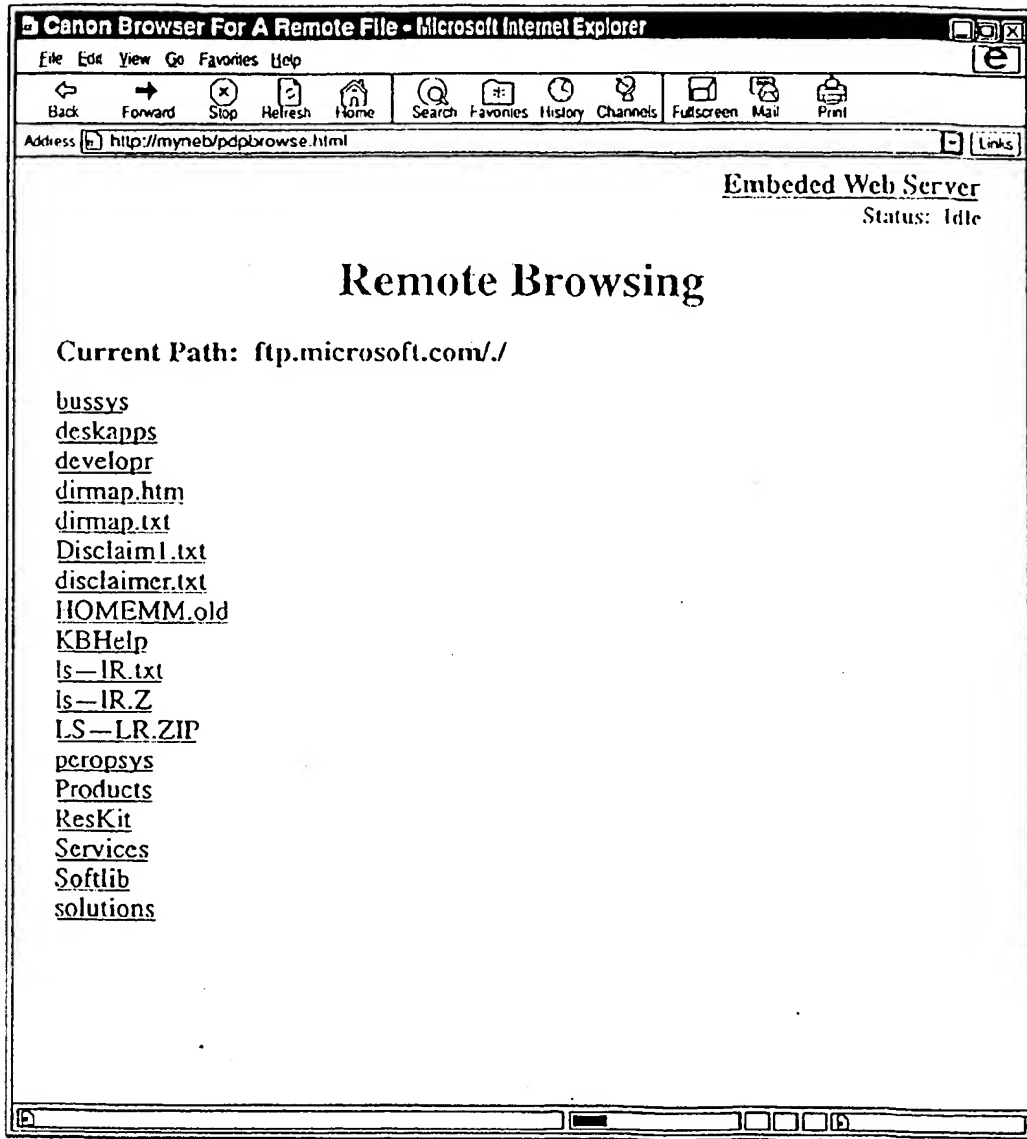 Canon Browser For A Remote File - Microsoft Internet Explorer
File Edit View Go Favorites Help
Back Forward Stop Refresh Home Search Favorites History Channels Fullscreen Mail Print
Address http://myneb/pdpbrowse.html Links
Embeded Web Server
Status: Idle
Remote Browsing
Current Path: ftp.microsoft.com/./
bussys
deskapps
developr
dirmap.htm
dirmap.txt
Disclaim1.txt
disclaimer.txt
HOMEMM.old
KBHelp
ls—lR.txt
ls—lR.Z
LS—LR.ZIP
peropsys
Products
ResKit
Services
Softlib
solutions